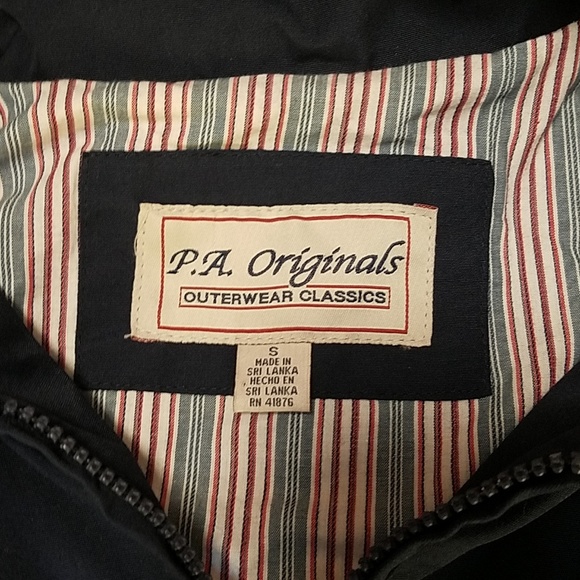 P.A. Originals
OUTERWEAR CLASSICS
S
MADE IN
SRI LANKA
HECHO EN
SRI LANKA
RN 41876